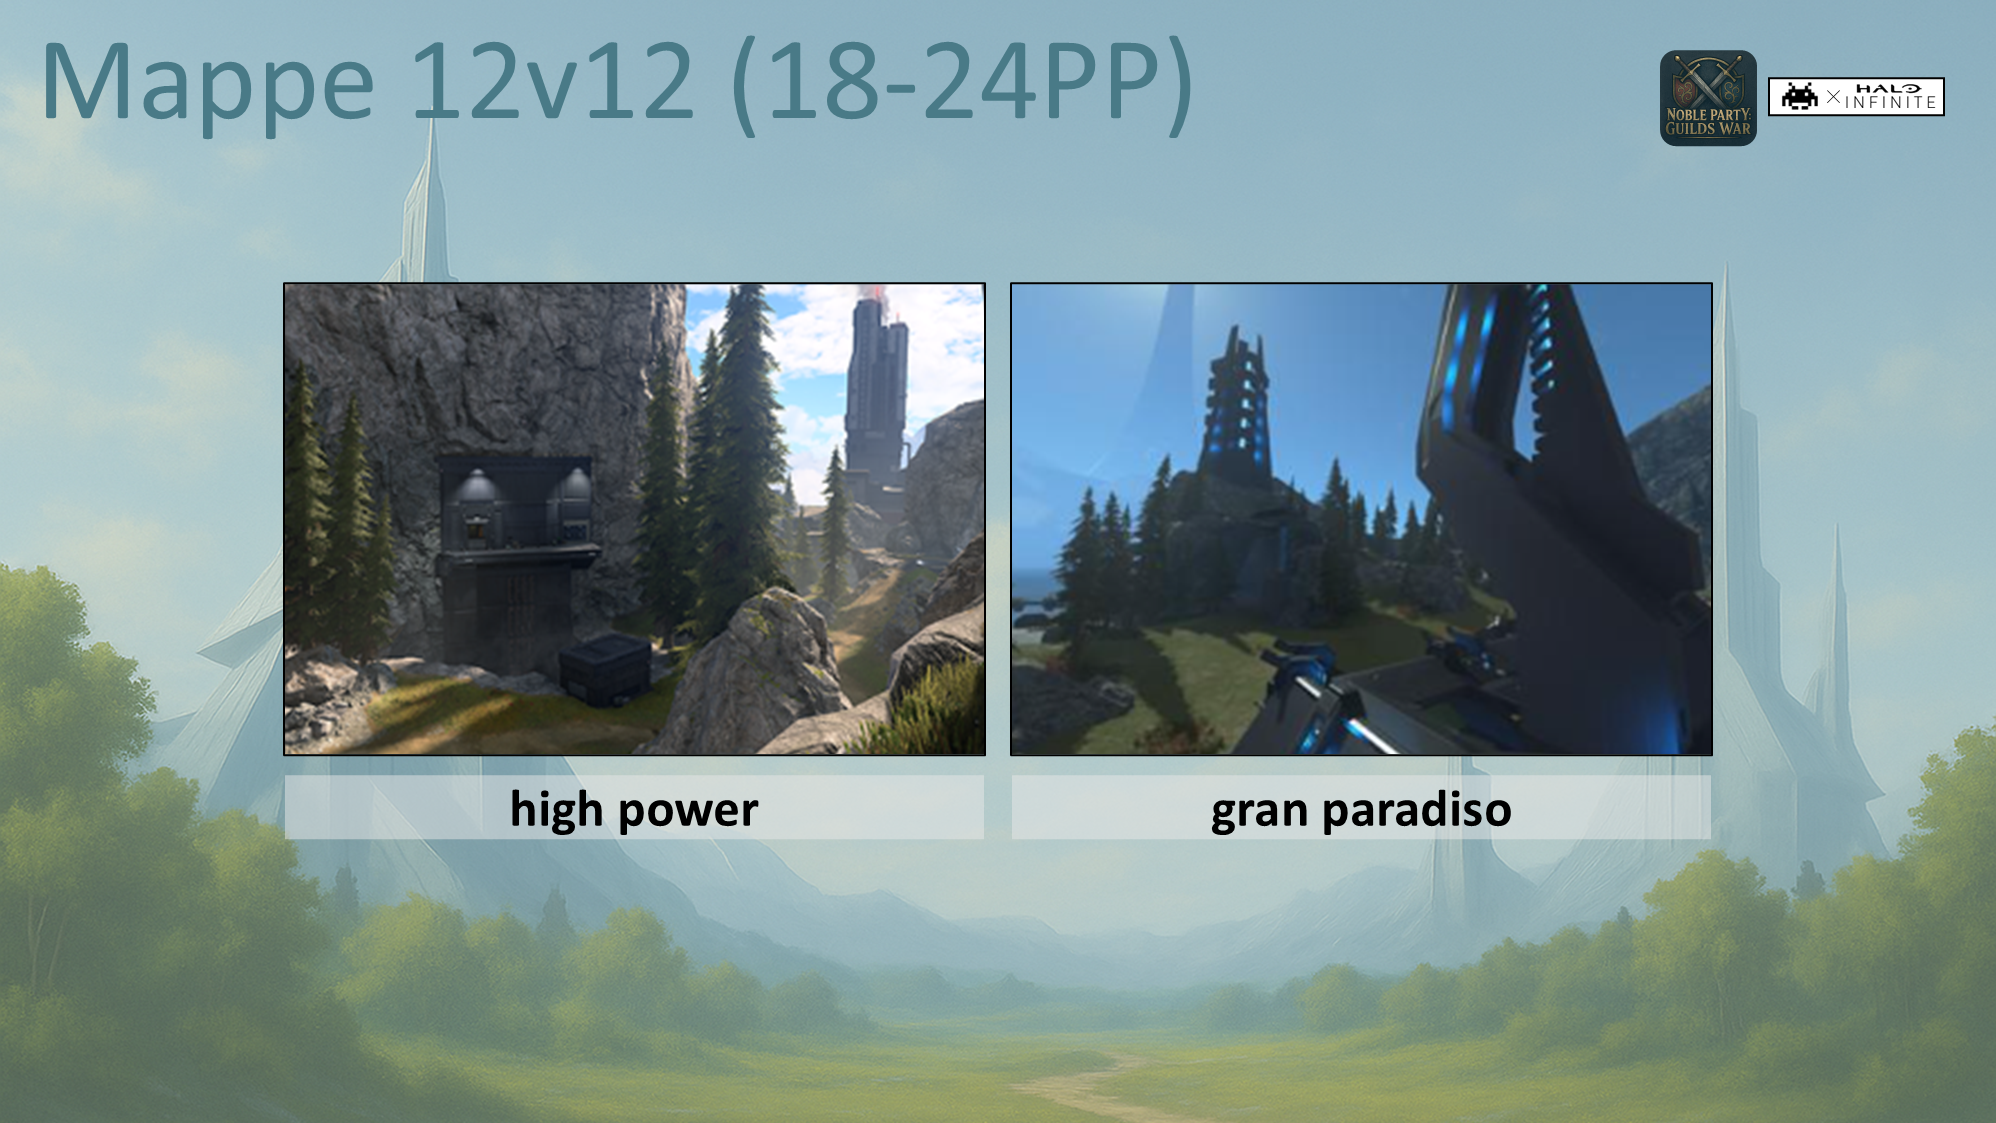 Mappe 12v12 (18-24PP)
NOBLE PARTY:
GUILDS WAR
× HALO
INFINITE
high power
gran paradiso